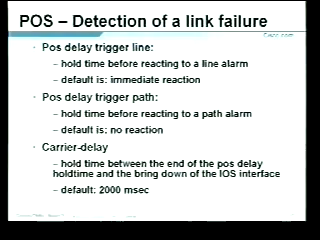 POS – Detection of a link failure
Cisco.com
· Pos delay trigger line:
– hold time before reacting to a line alarm
– default is: immediate reaction
· Pos delay trigger path:
– hold time before reacting to a path alarm
– default is: no reaction
· Carrier-delay
– hold time between the end of the pos delay
holdtime and the bring down of the IOS interface
– default: 2000 msec